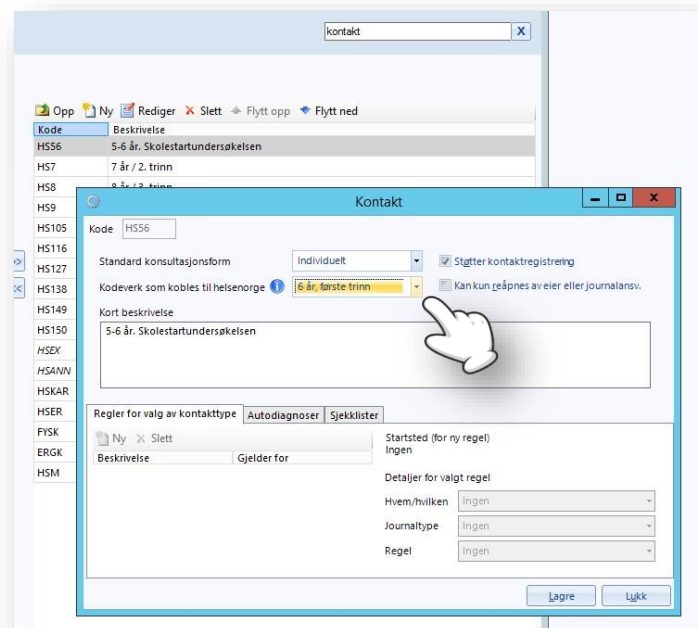 kontakt X
Opp Ny Rediger Slett Flytt opp Flytt ned
Kode Beskrivelse
HS56 5-6 år. Skolestartundersøkelsen
HS7 7 år / 2. trinn
HS8 8 år / 3. trinn
HS9
HS105
HS116
HS127
HS138
HS149
HS150
HSEX
HSANN
HSKAR
HSER
FYSK
ERGK
HSM
>>
<<
Kontakt
Kode HS56
Standard konsultasjonsform Individuelt Støtter kontaktregistrering
Kodeverk som kobles til helsenorge 6 år, første trinn Kan kun reåpnes av eier eller journalansv.
Kort beskrivelse
5-6 år. Skolestartundersøkelsen
Regler for valg av kontakttype Autodiagnoser Sjekklister
Ny Slett
Beskrivelse Gjelder for
Startsted (for ny regel)
Ingen
Detaljer for valgt regel
Hvem/hvilken Ingen
Journaltype Ingen
Regel Ingen
Lagre Lukk